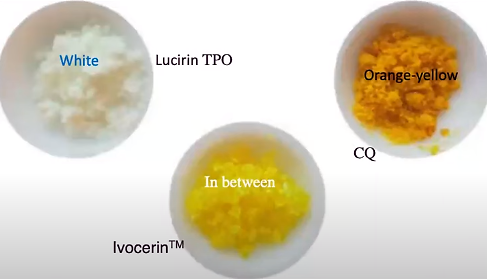 White
Lucirin TPO
Orange-yellow
CQ
In between
Ivocerin™